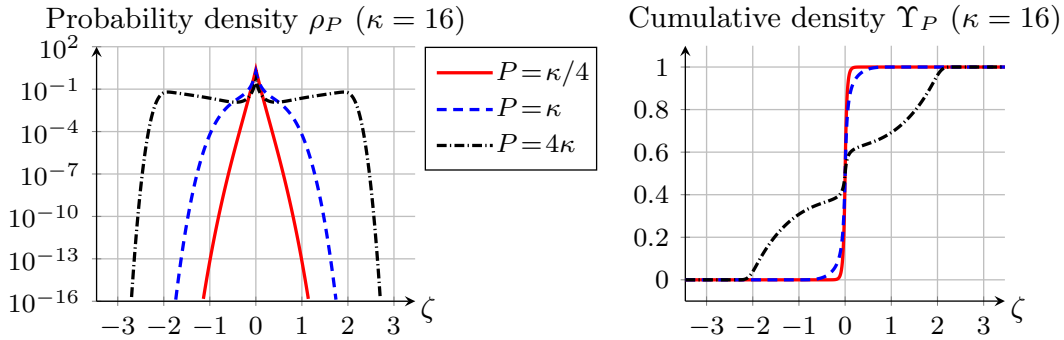 Probability density ρ_P (κ = 16)
10^2
10^−1
10^−4
10^−7
10^−10
10^−13
10^−16
−3 −2 −1 0 1 2 3 ζ
P = κ/4
P = κ
P = 4κ
Cumulative density Υ_P (κ = 16)
1
0.8
0.6
0.4
0.2
0
−3 −2 −1 0 1 2 3 ζ